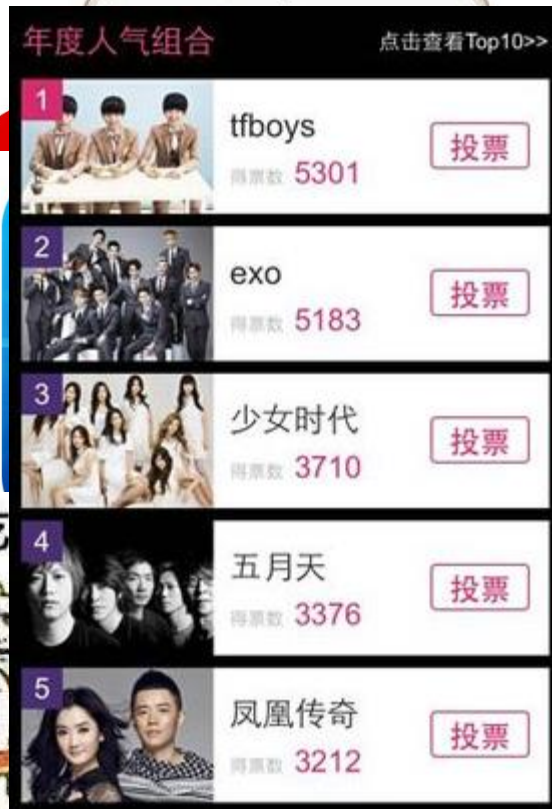 年度人气组合 点击查看Top10>>
1
tfboys
得票数 5301
投票
2
exo
得票数 5183
投票
3
少女时代
得票数 3710
投票
4
五月天
得票数 3376
投票
5
凤凰传奇
得票数 3212
投票